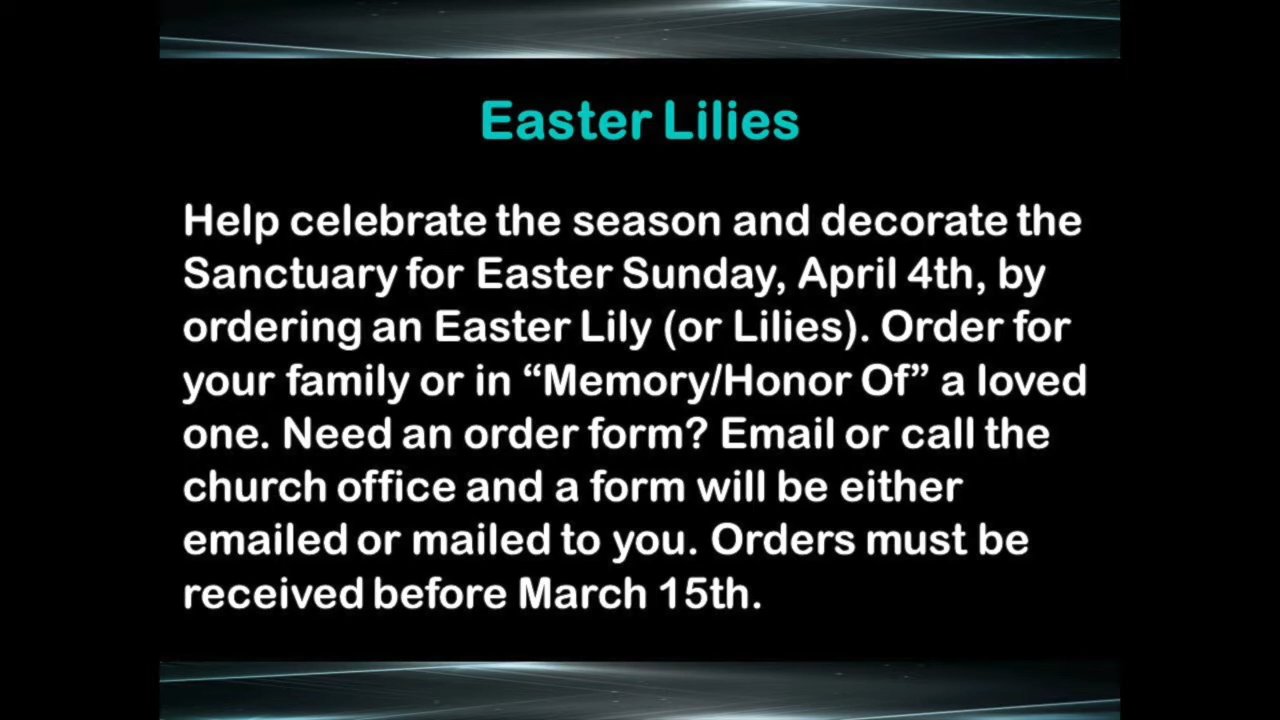 Easter Lilies
Help celebrate the season and decorate the
Sanctuary for Easter Sunday, April 4th, by
ordering an Easter Lily (or Lilies). Order for
your family or in “Memory/Honor Of” a loved
one. Need an order form? Email or call the
church office and a form will be either
emailed or mailed to you. Orders must be
received before March 15th.